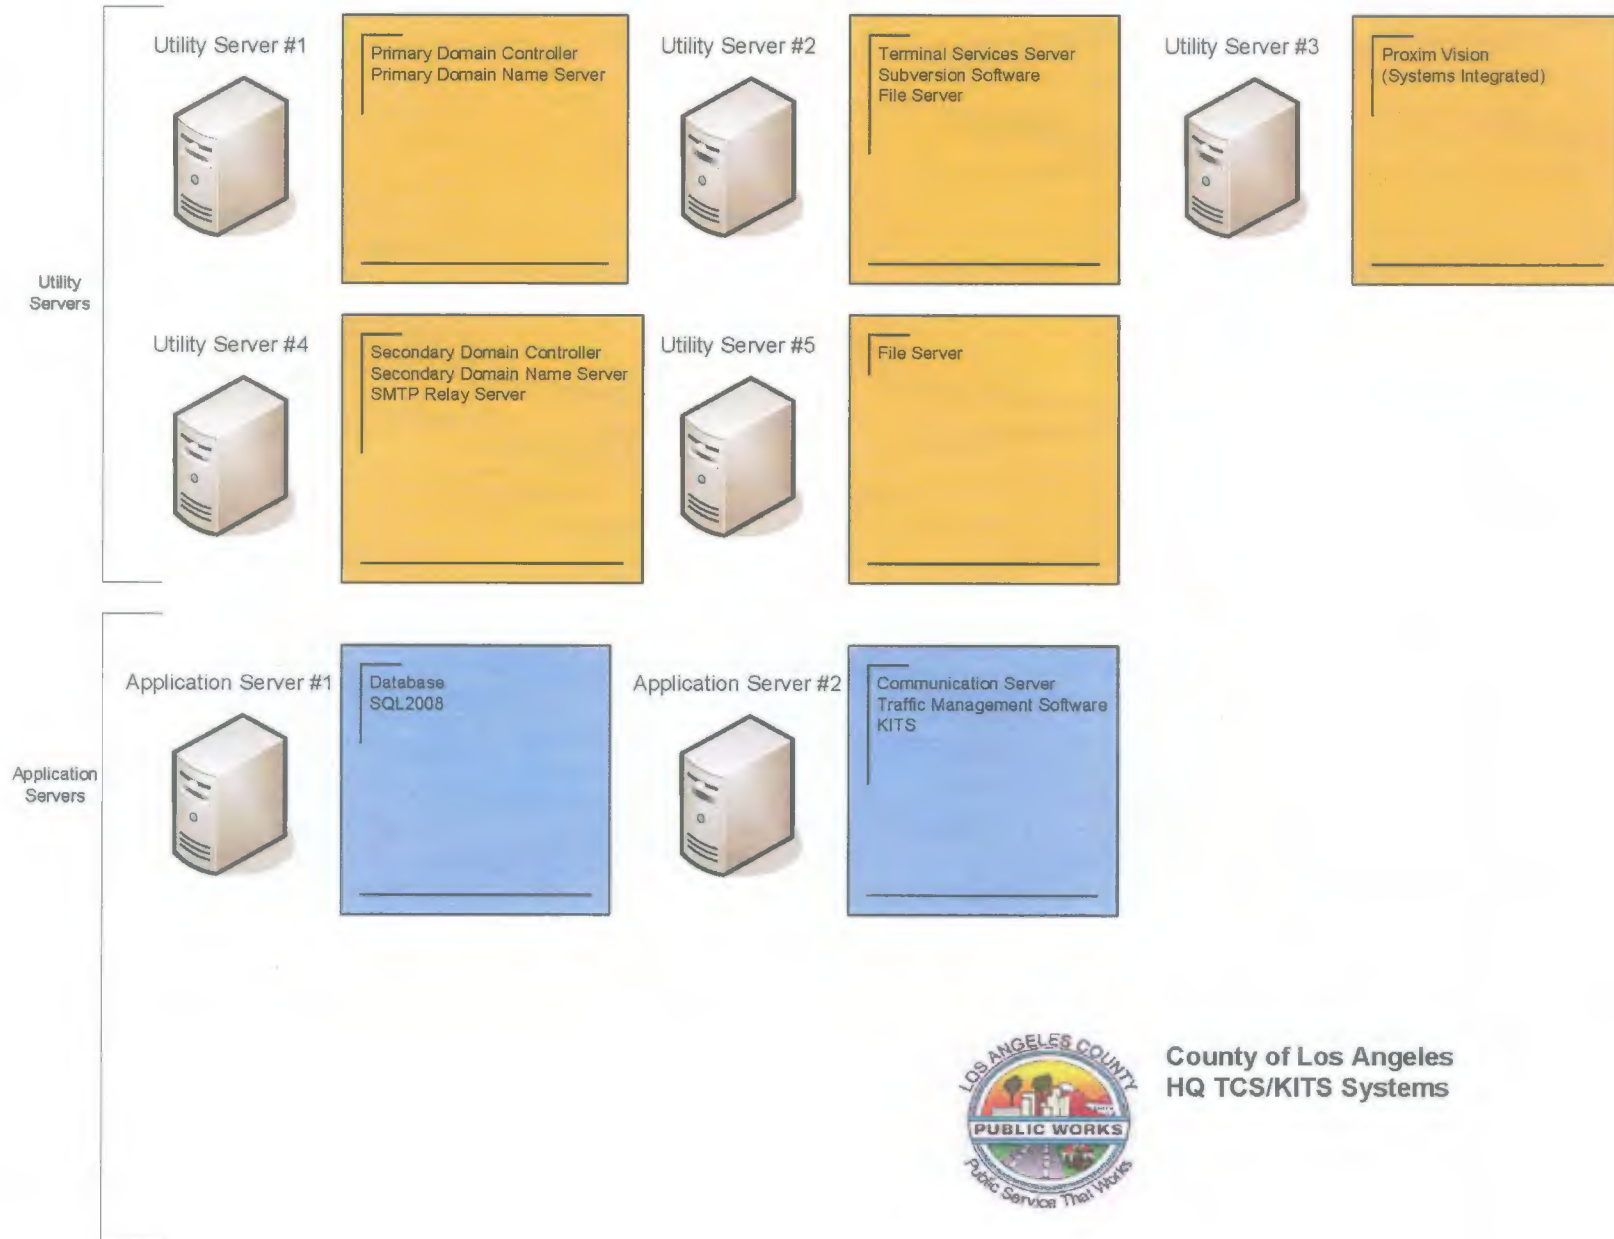 Utility Server #1
Primary Domain Controller
Primary Domain Name Server
Utility Server #2
Terminal Services Server
Subversion Software
File Server
Utility Server #3
Proxim Vision
(Systems Integrated)
Utility
Servers
Utility Server #4
Secondary Domain Controller
Secondary Domain Name Server
SMTP Relay Server
Utility Server #5
File Server
Application Server #1
Database
SQL2008
Application Server #2
Communication Server
Traffic Management Software
KITS
Application
Servers
LOS ANGELES COUNTY
PUBLIC WORKS
Public Service That Works
County of Los Angeles
HQ TCS/KITS Systems